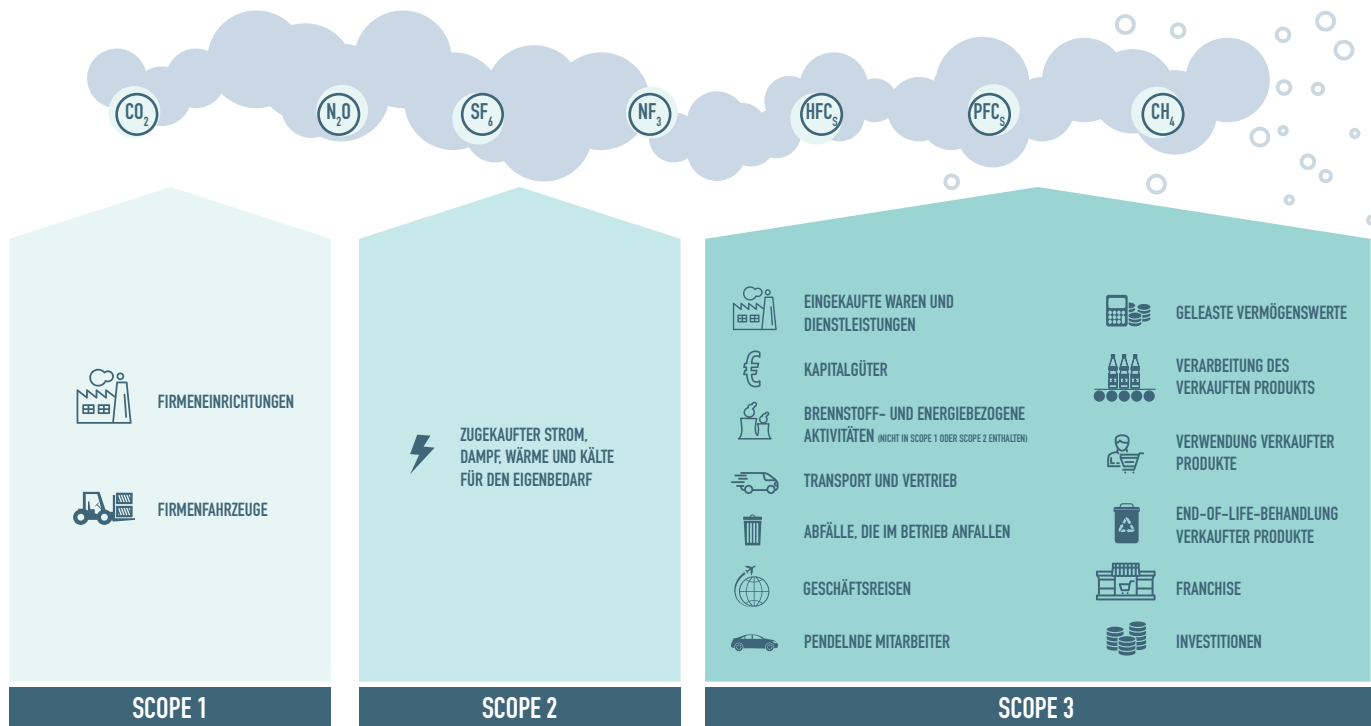 CO₂
N₂O
SF₆
NF₃
HFCₛ
PFCₛ
CH₄
FIRMENEINRICHTUNGEN
FIRMENFAHRZEUGE
SCOPE 1
ZUGEKAUFTER STROM,
DAMPF, WÄRME UND KÄLTE
FÜR DEN EIGENBEDARF
SCOPE 2
EINGEKAUFTE WAREN UND
DIENSTLEISTUNGEN
KAPITALGÜTER
BRENNSTOFF- UND ENERGIEBEZOGENE
AKTIVITÄTEN (NICHT IN SCOPE 1 ODER SCOPE 2 ENTHALTEN)
TRANSPORT UND VERTRIEB
ABFÄLLE, DIE IM BETRIEB ANFALLEN
GESCHÄFTSREISEN
PENDELNDE MITARBEITER
GELEASTE VERMÖGENSWERTE
VERARBEITUNG DES
VERKAUFTEN PRODUKTS
VERWENDUNG VERKAUFTER
PRODUKTE
END-OF-LIFE-BEHANDLUNG
VERKAUFTER PRODUKTE
FRANCHISE
INVESTITIONEN
SCOPE 3